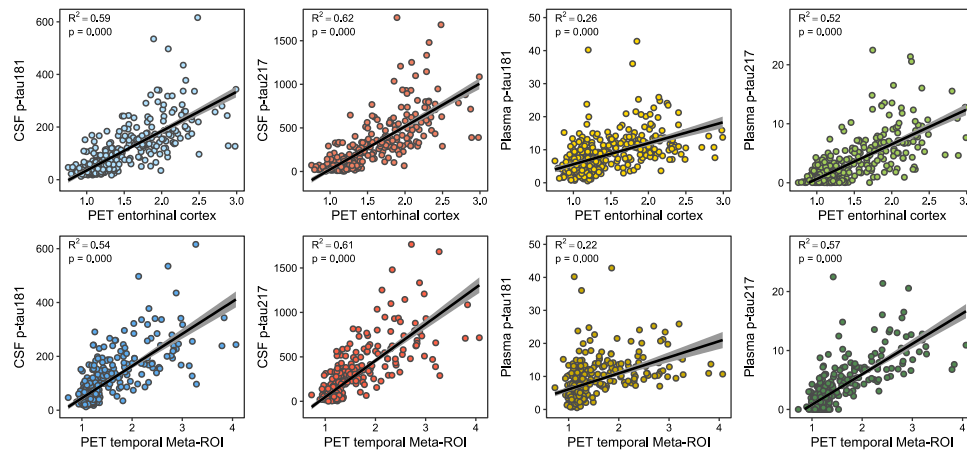 R² = 0.59
p = 0.000
CSF p-tau181
600
400
200
0
1.0 1.5 2.0 2.5 3.0
PET entorhinal cortex
R² = 0.62
p = 0.000
CSF p-tau217
1500
1000
500
0
1.0 1.5 2.0 2.5 3.0
PET entorhinal cortex
R² = 0.26
p = 0.000
Plasma p-tau181
50
40
30
20
10
0
1.0 1.5 2.0 2.5 3.0
PET entorhinal cortex
R² = 0.52
p = 0.000
Plasma p-tau217
20
10
0
1.0 1.5 2.0 2.5 3.0
PET entorhinal cortex
R² = 0.54
p = 0.000
CSF p-tau181
600
400
200
0
1 2 3 4
PET temporal Meta-ROI
R² = 0.61
p = 0.000
CSF p-tau217
1500
1000
500
0
1 2 3 4
PET temporal Meta-ROI
R² = 0.22
p = 0.000
Plasma p-tau181
50
40
30
20
10
0
1 2 3 4
PET temporal Meta-ROI
R² = 0.57
p = 0.000
Plasma p-tau217
20
10
0
1 2 3 4
PET temporal Meta-ROI